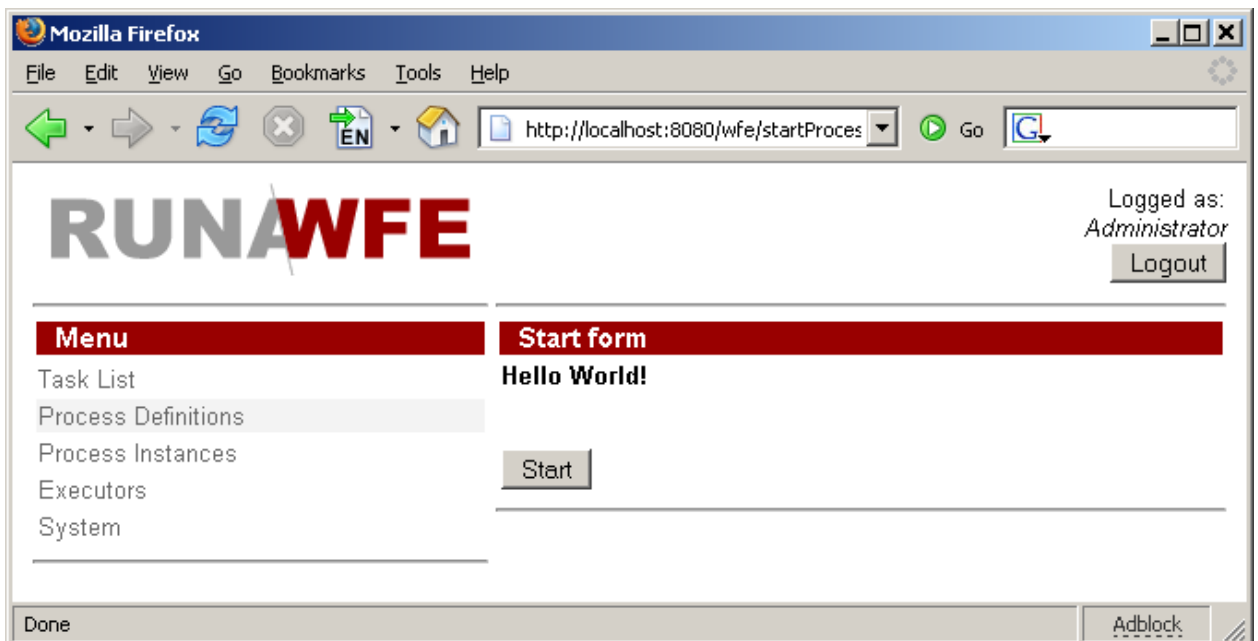 Mozilla Firefox
File Edit View Go Bookmarks Tools Help
EN http://localhost:8080/wfe/startProces Go G
RUNAWFE
Logged as:
Administrator
Logout
Menu
Task List
Process Definitions
Process Instances
Executors
System
Start form
Hello World!
Start
Done Adblock